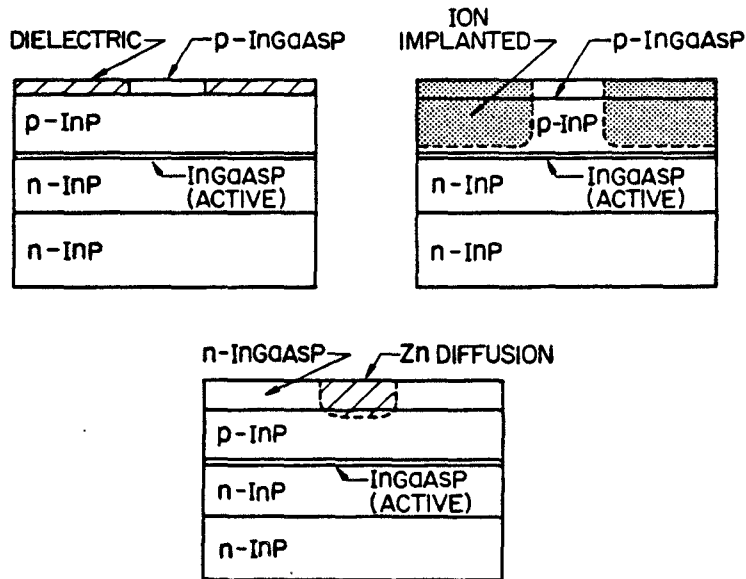 DIELECTRIC
p-InGaAsP
p-InP
InGaAsP
(ACTIVE)
n-InP
n-InP
ION
IMPLANTED
p-InGaAsP
p-InP
InGaAsP
(ACTIVE)
n-InP
n-InP
n-InGaAsP
Zn DIFFUSION
p-InP
InGaAsP
(ACTIVE)
n-InP
n-InP